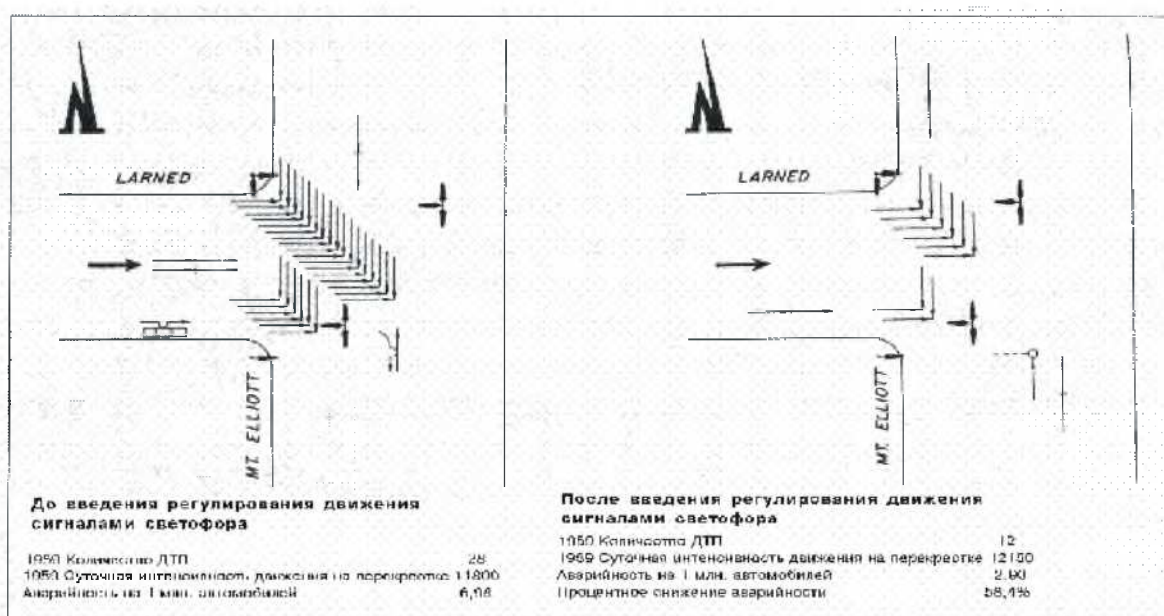 LARNED
MT. ELLIOTT
До введения регулирования движения
сигналами светофора
Количество ДТП 28
Суточная интенсивность движения на перекрестке 11800
Аварийность на 1 млн. автомобилей
LARNED
MT. ELLIOTT
После введения регулирования движения
сигналами светофора
Количество ДТП 12
Суточная интенсивность движения на перекрестке 12150
Аварийность на 1 млн. автомобилей
Процентное снижение аварийности 58,4%